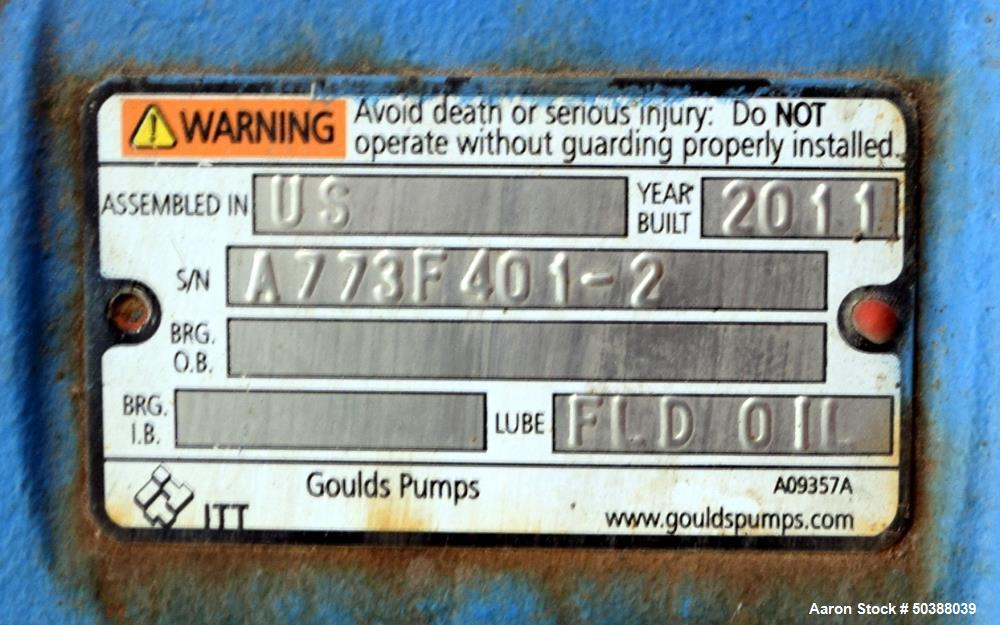 WARNING Avoid death or serious injury: Do NOT
operate without guarding properly installed.
ASSEMBLED IN US YEAR BUILT 2011
S/N A773F401-2
BRG. O.B.
BRG. I.B. LUBE FLD OIL
ITT Goulds Pumps A09357A
www.gouldspumps.com
Aaron Stock # 50388039